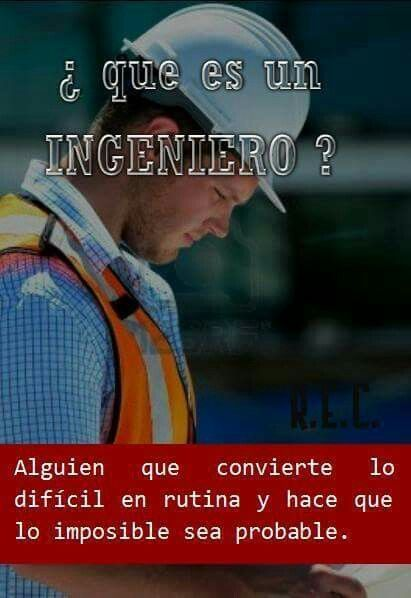 ¿ que es un
INGENIERO ?
R.E.C.
Alguien que convierte lo
difícil en rutina y hace que
lo imposible sea probable.